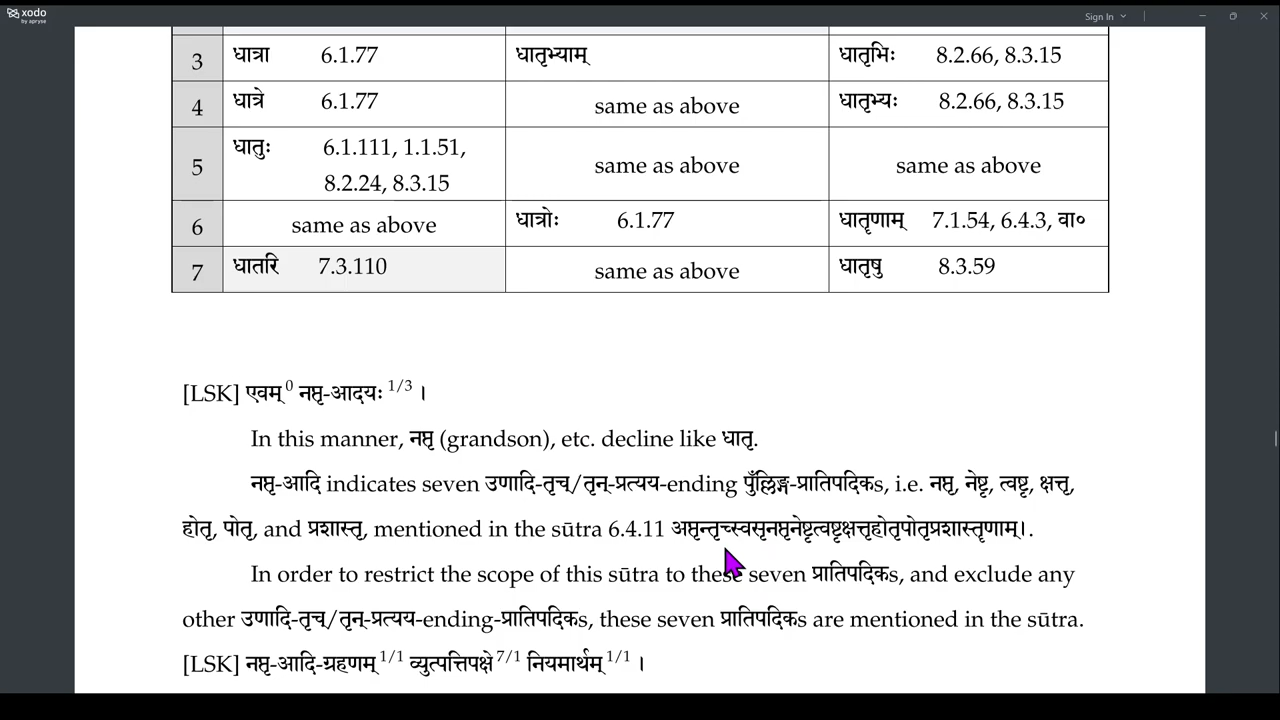 xodo
by apryse
Sign In
3 धात्रा 6.1.77 धातृभ्याम् धातृभिः 8.2.66, 8.3.15
4 धात्रे 6.1.77 same as above धातृभ्यः 8.2.66, 8.3.15
5 धातुः 6.1.111, 1.1.51, 8.2.24, 8.3.15 same as above same as above
6 same as above धात्रोः 6.1.77 धातॄणाम् 7.1.54, 6.4.3, वा०
7 धातरि 7.3.110 same as above धातृषु 8.3.59
[LSK] एवम् 0 नप्तृ-आदयः 1/3 ।
In this manner, नप्तृ (grandson), etc. decline like धातृ.
नप्तृ-आदि indicates seven उणादि-तृच्/तृन्-प्रत्यय-ending पुँल्लिङ्ग-प्रातिपदिकs, i.e. नप्तृ, नेष्टृ, त्वष्टृ, क्षत्तृ,
होतृ, पोतृ, and प्रशास्तृ, mentioned in the sūtra 6.4.11 अप्तृन्तृच्स्वसृनप्तृनेष्टृत्वष्टृक्षत्तृहोतृपोतृप्रशास्तॄणाम्।.
In order to restrict the scope of this sūtra to these seven प्रातिपदिकs, and exclude any
other उणादि-तृच्/तृन्-प्रत्यय-ending-प्रातिपदिकs, these seven प्रातिपदिकs are mentioned in the sūtra.
[LSK] नप्तृ-आदि-ग्रहणम् 1/1 व्युत्पत्तिपक्षे 7/1 नियमार्थम् 1/1 ।